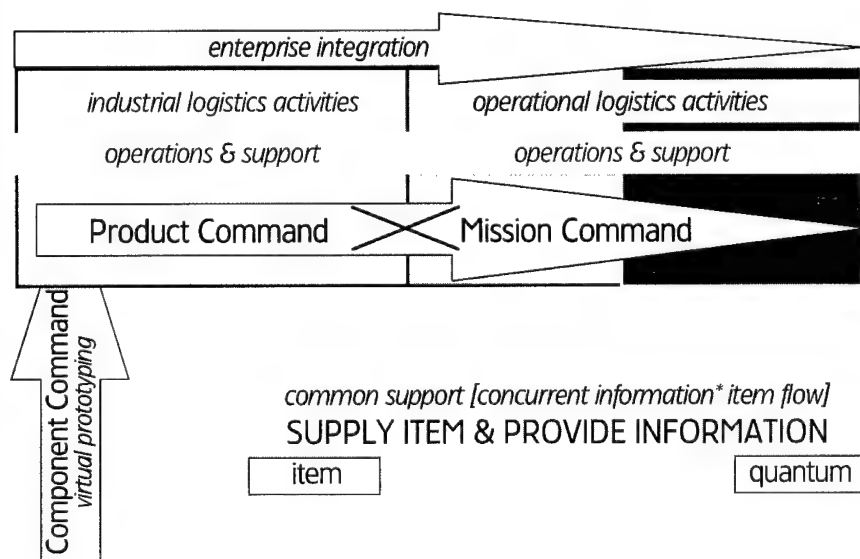 enterprise integration
industrial logistics activities
operational logistics activities
operations & support
operations & support
Product Command
Mission Command
Component Command
virtual prototyping
common support [concurrent information* item flow]
SUPPLY ITEM & PROVIDE INFORMATION
item
quantum